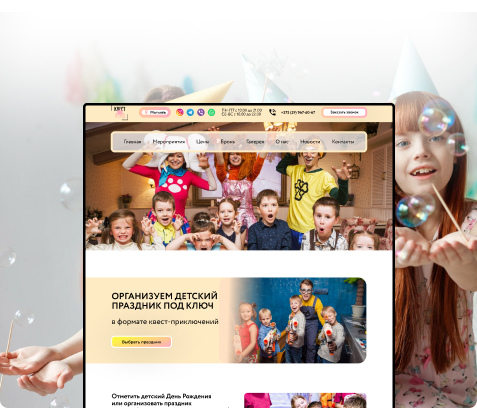 КВЕСТ
Могилев
ПН-ПТ с 10:00 до 21:00
СБ-ВС с 10:00 до 22:00
+375 (29) 967-60-67
Заказать звонок
Главная Мероприятия Цены Бронь Галерея О нас Новости Контакты
ОРГАНИЗУЕМ ДЕТСКИЙ
ПРАЗДНИК ПОД КЛЮЧ
в формате квест-приключений
Выбрать праздник
Отметить детский День Рождения
или организовать праздник